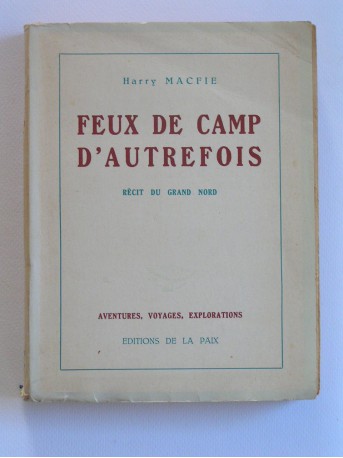 Harry MACFIE
FEUX DE CAMP
D'AUTREFOIS
RÉCIT DU GRAND NORD
AVENTURES, VOYAGES, EXPLORATIONS
EDITIONS DE LA PAIX